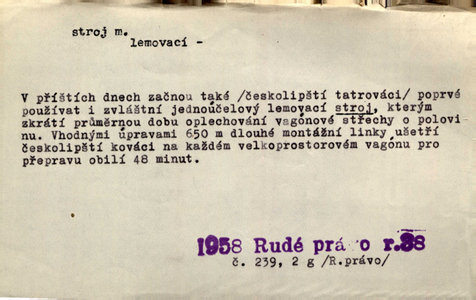 stroj m.
lemovací -
V příštích dnech začnou také /českolipští tatrováci/ poprvé
používat i zvláštní jednoúčelový lemovací stroj, kterým
zkrátí průměrnou dobu oplechování vagónové střechy o polovi
nu. Vhodnými úpravami 650 m dlouhé montážní linky ušetří
českolipští kováci na každém velkoprostorovém vagónu pro
přepravu obilí 48 minut.
1958 Rudé právo r.38
č. 239, 2 g /R.právo/